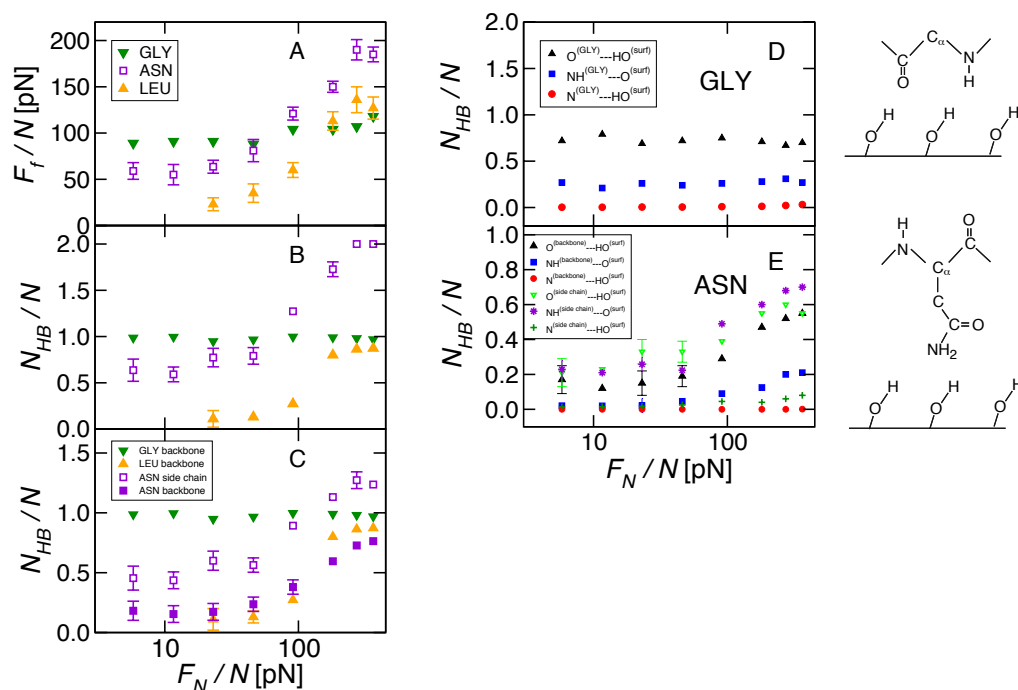 A
GLY
ASN
LEU
F_f / N [pN]
200
150
100
50
0
B
N_HB / N
2.0
1.5
1.0
0.5
0.0
C
GLY backbone
LEU backbone
ASN side chain
ASN backbone
N_HB / N
1.5
1.0
0.5
0.0
10 100
F_N / N [pN]
D
O^(GLY)---HO^(surf)
NH^(GLY)---O^(surf)
N^(GLY)---HO^(surf)
GLY
N_HB / N
2.0
1.5
1.0
0.5
0.0
E
O^(backbone)---HO^(surf)
NH^(backbone)---O^(surf)
N^(backbone)---HO^(surf)
O^(side chain)---HO^(surf)
NH^(side chain)---O^(surf)
N^(side chain)---HO^(surf)
ASN
N_HB / N
1.0
0.8
0.6
0.4
0.2
0.0
10 100
F_N / N [pN]
C Cα N
O H
H H H
O O O
H O
N C
Cα
C
C=O
NH2
H H H
O O O